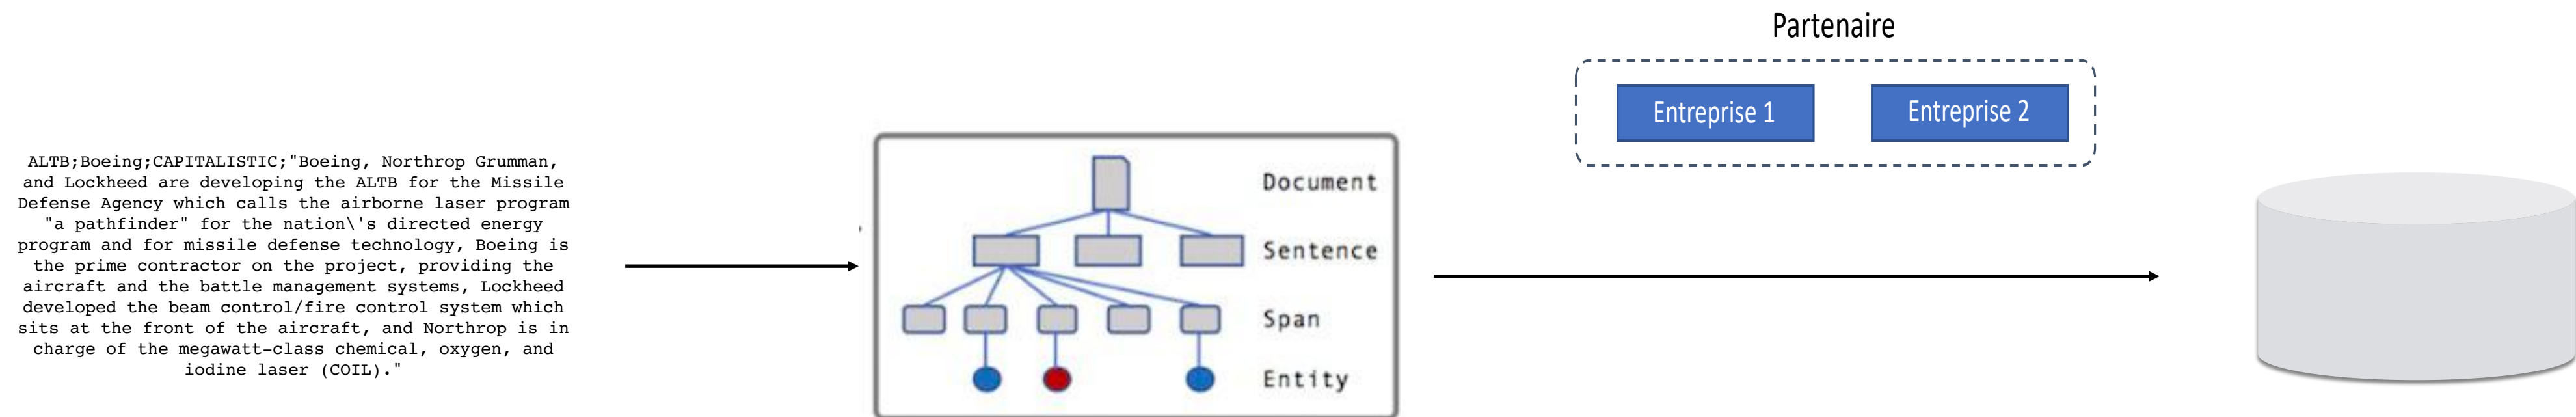 ALTB;Boeing;CAPITALISTIC;"Boeing, Northrop Grumman,
and Lockheed are developing the ALTB for the Missile
Defense Agency which calls the airborne laser program
"a pathfinder" for the nation\'s directed energy
program and for missile defense technology, Boeing is
the prime contractor on the project, providing the
aircraft and the battle management systems, Lockheed
developed the beam control/fire control system which
sits at the front of the aircraft, and Northrop is in
charge of the megawatt-class chemical, oxygen, and
iodine laser (COIL)."
Document
Sentence
Span
Entity
Partenaire
Entreprise 1
Entreprise 2